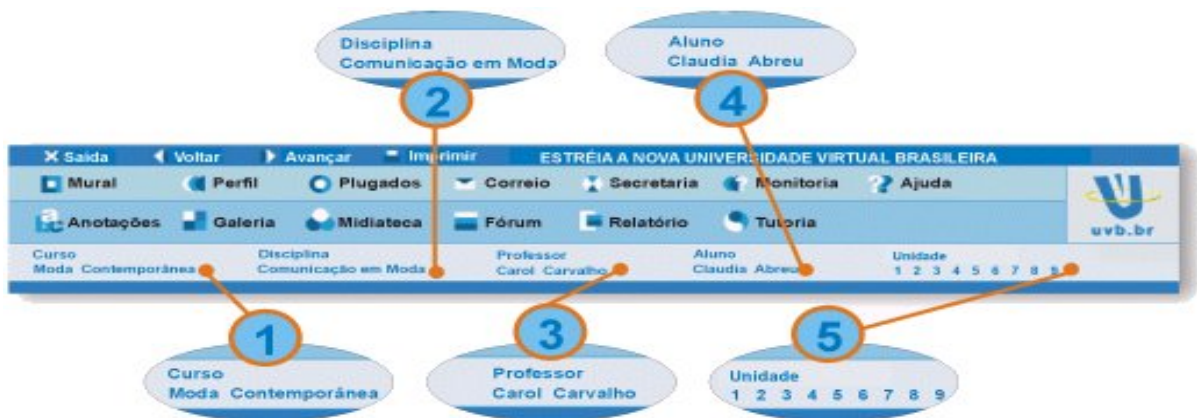 Disciplina
Comunicação em Moda
Aluno
Claudia Abreu
2
4
Saída Voltar Avançar Imprimir ESTRÉIA A NOVA UNIVERSIDADE VIRTUAL BRASILEIRA
Mural Perfil Plugados Correio Secretaria Monitoria Ajuda
Anotações Galeria Midiateca Fórum Relatório Tutoria
uvb.br
Curso Disciplina Professor Aluno Unidade
Moda Contemporânea Comunicação em Moda Carol Carvalho Claudia Abreu 1 2 3 4 5 6 7 8 9
1
3
5
Curso
Moda Contemporânea
Professor
Carol Carvalho
Unidade
1 2 3 4 5 6 7 8 9